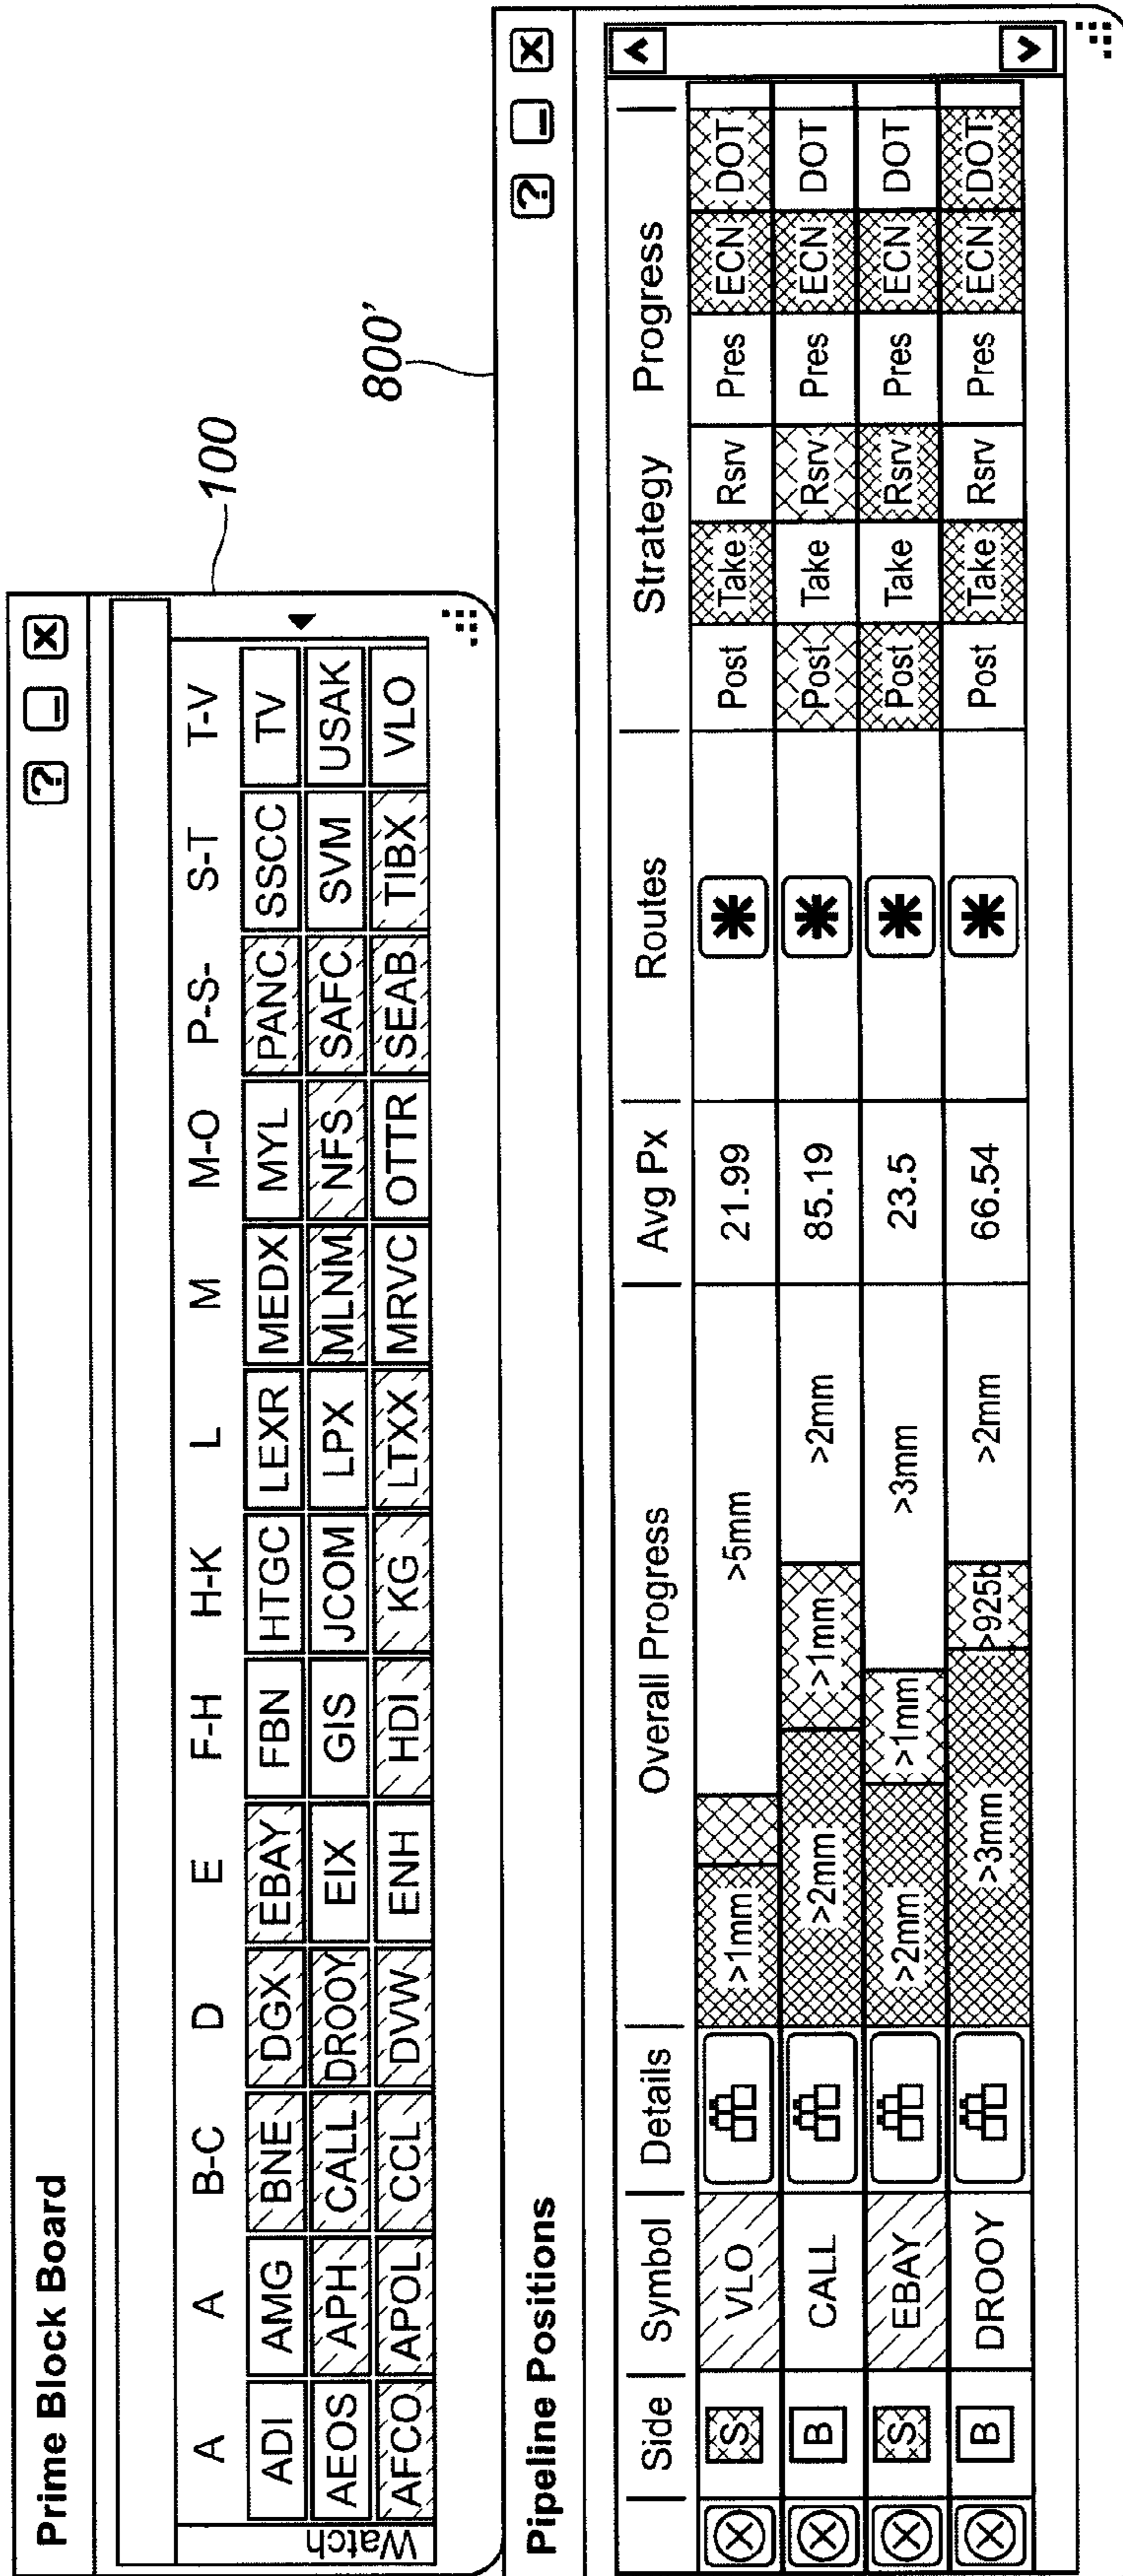 Prime Block Board
? _ X
100
A A B-C D E F-H H-K L M M-O P-S- S-T T-V
Watch
ADI AMG BNE DGX EBAY FBN HTGC LEXR MEDX MYL PANC SSCC TV
AEOS APH CALL DROOY EIX GIS JCOM LPX MLNM NFS SAFC SVM USAK
AFCO APOL CCL DVW ENH HDI KG LTXX MRVC OTTR SEAB TIBX VLO
800'
Pipeline Positions
? _ X
Side Symbol Details Overall Progress Avg Px Routes Strategy Progress
S VLO >1mm >5mm 21.99 Post Take Rsrv Pres ECN DOT
B CALL >2mm >1mm >2mm 85.19 Post Take Rsrv Pres ECN DOT
S EBAY >2mm >1mm >3mm 23.5 Post Take Rsrv Pres ECN DOT
B DROOY >3mm >925b >2mm 66.54 Post Take Rsrv Pres ECN DOT